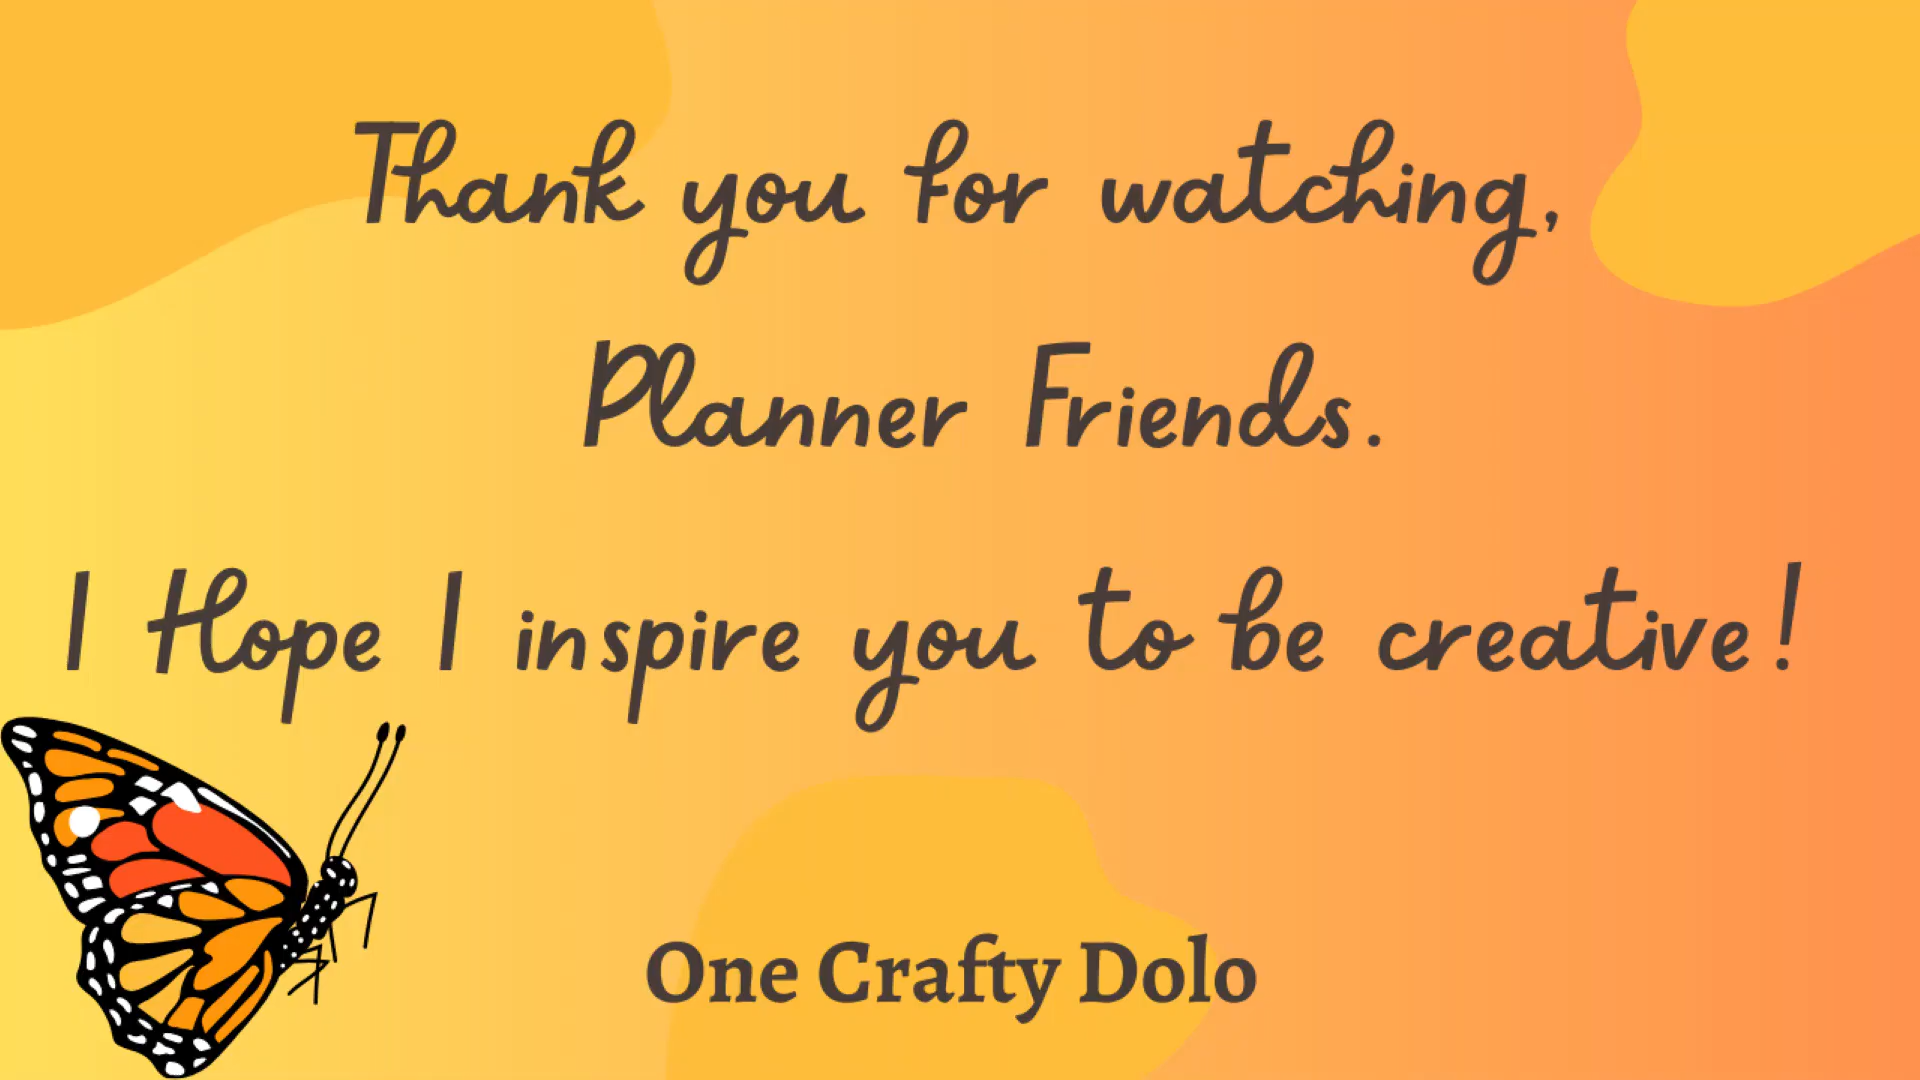 Thank you for watching,
Planner Friends.
I Hope I inspire you to be creative!
One Crafty Dolo